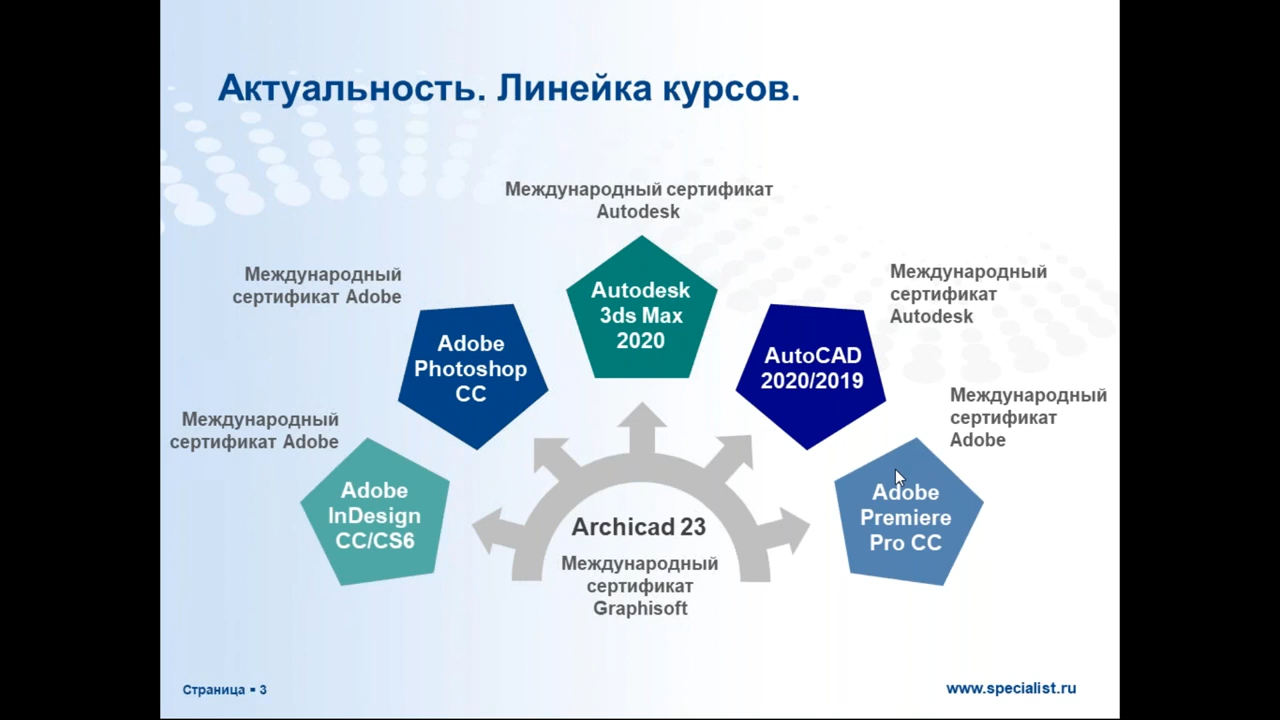 Актуальность. Линейка курсов.
Международный сертификат
Autodesk
Международный
сертификат Adobe
Autodesk
3ds Max
2020
Международный
сертификат
Autodesk
Adobe
Photoshop
CC
AutoCAD
2020/2019
Международный
сертификат Adobe
Международный
сертификат
Adobe
Adobe
InDesign
CC/CS6
Archicad 23
Международный
сертификат
Graphisoft
Adobe
Premiere
Pro CC
Страница ▪ 3
www.specialist.ru